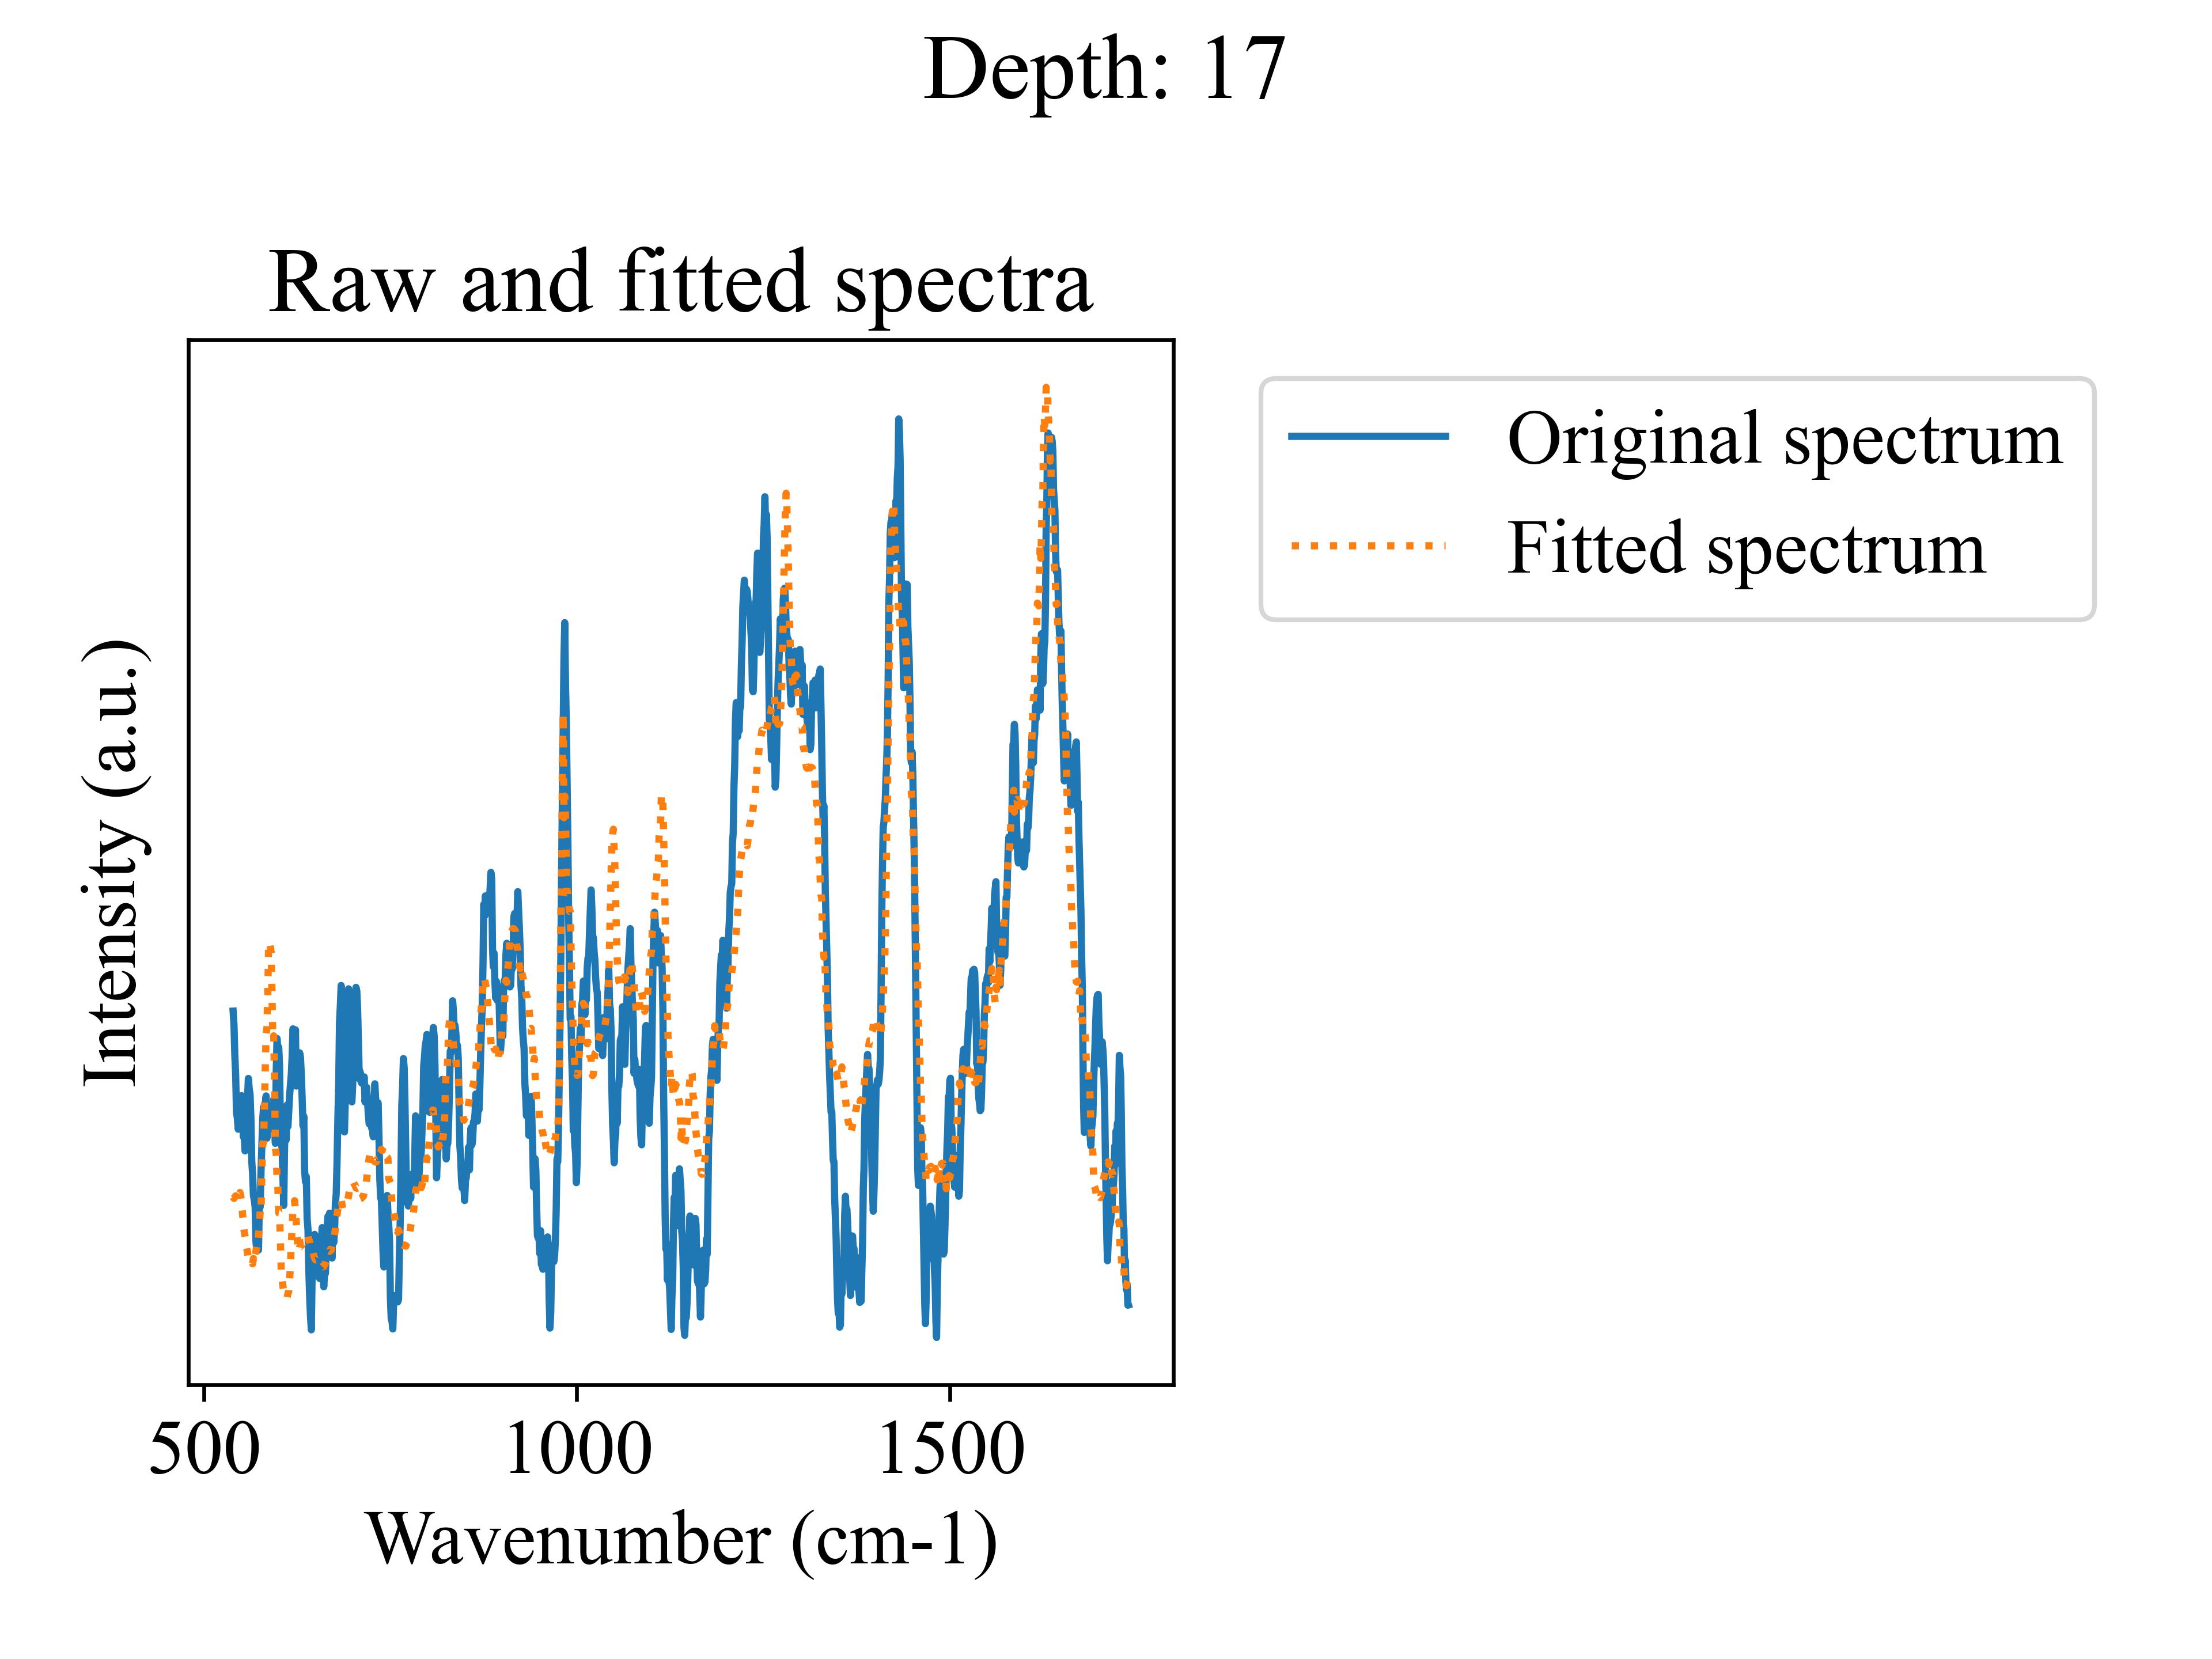 Depth: 17
Raw and fitted spectra
Original spectrum
Fitted spectrum
Intensity (a.u.)
500 1000 1500
Wavenumber (cm-1)